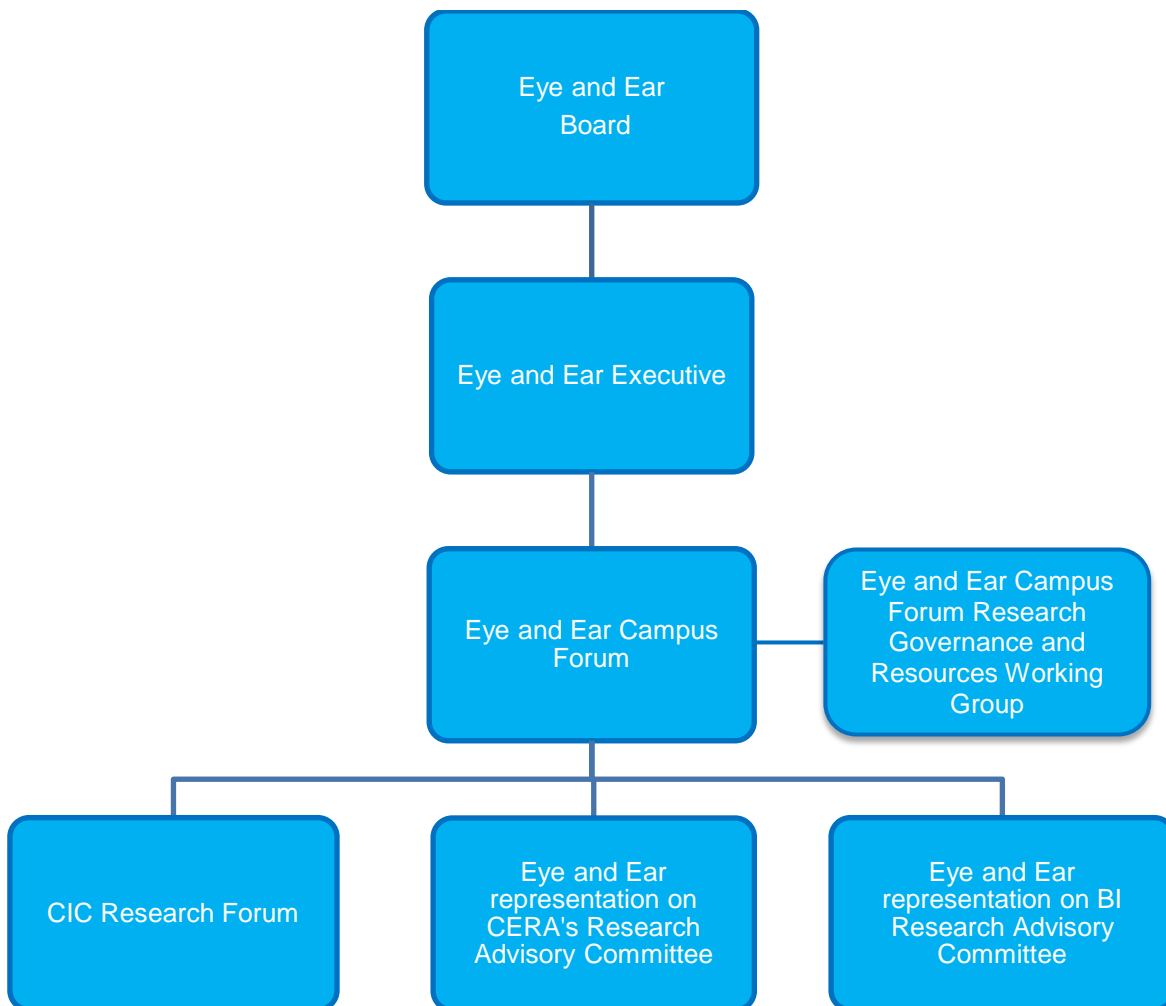 Eye and Ear
Board
Eye and Ear Executive
Eye and Ear Campus
Forum
Eye and Ear Campus
Forum Research
Governance and
Resources Working
Group
CIC Research Forum
Eye and Ear
representation on
CERA's Research
Advisory Committee
Eye and Ear
representation on BI
Research Advisory
Committee